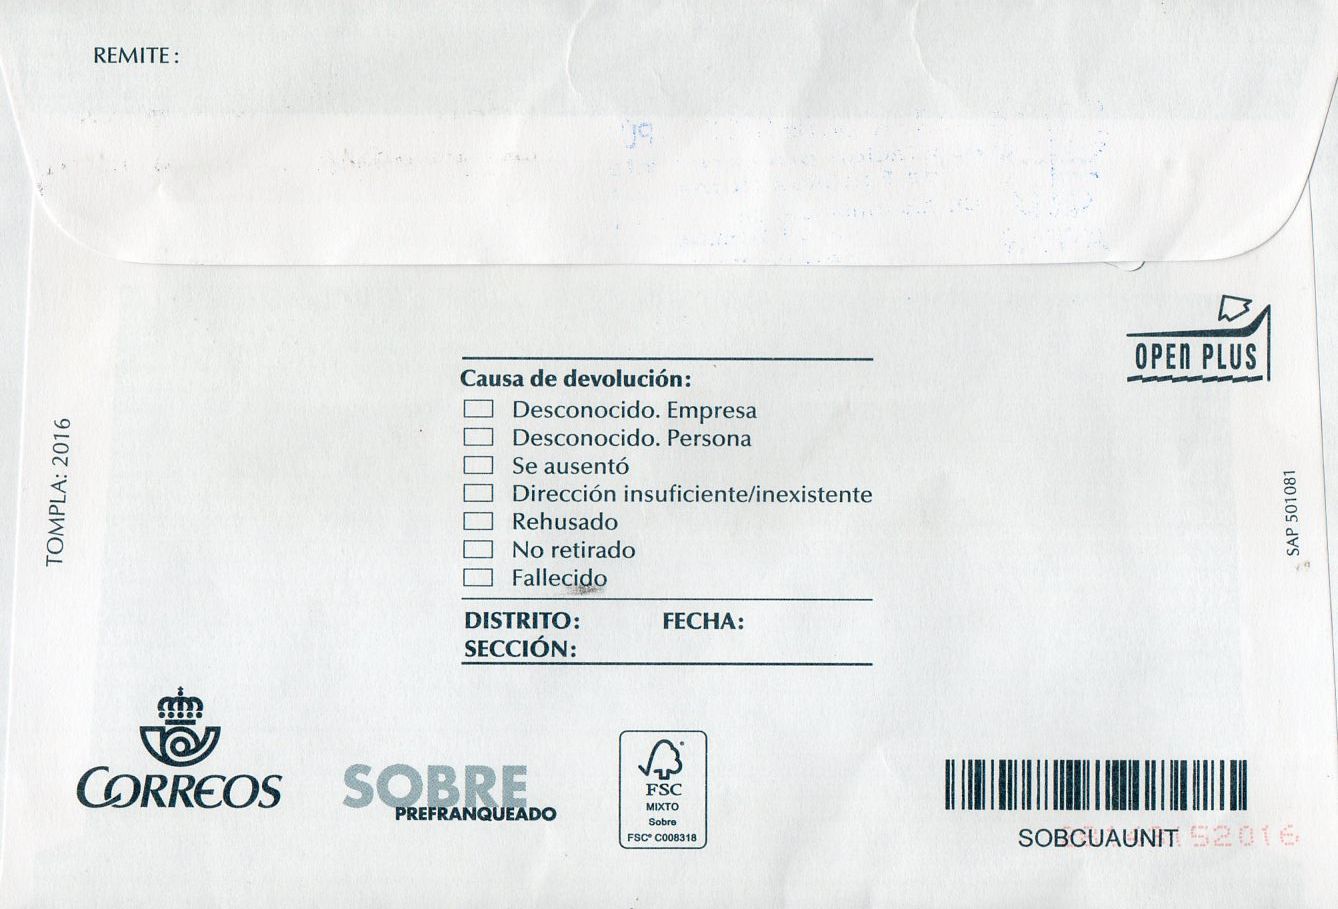 REMITE:
OPEN PLUS
Causa de devolución:
Desconocido. Empresa
Desconocido. Persona
Se ausentó
Dirección insuficiente/inexistente
Rehusado
No retirado
Fallecido
DISTRITO: FECHA:
SECCIÓN:
TOMPLA: 2016
SAP 501081
CORREOS
SOBRE
PREFRANQUEADO
FSC
MIXTO
Sobre
FSC® C008318
SOBCUAUNIT